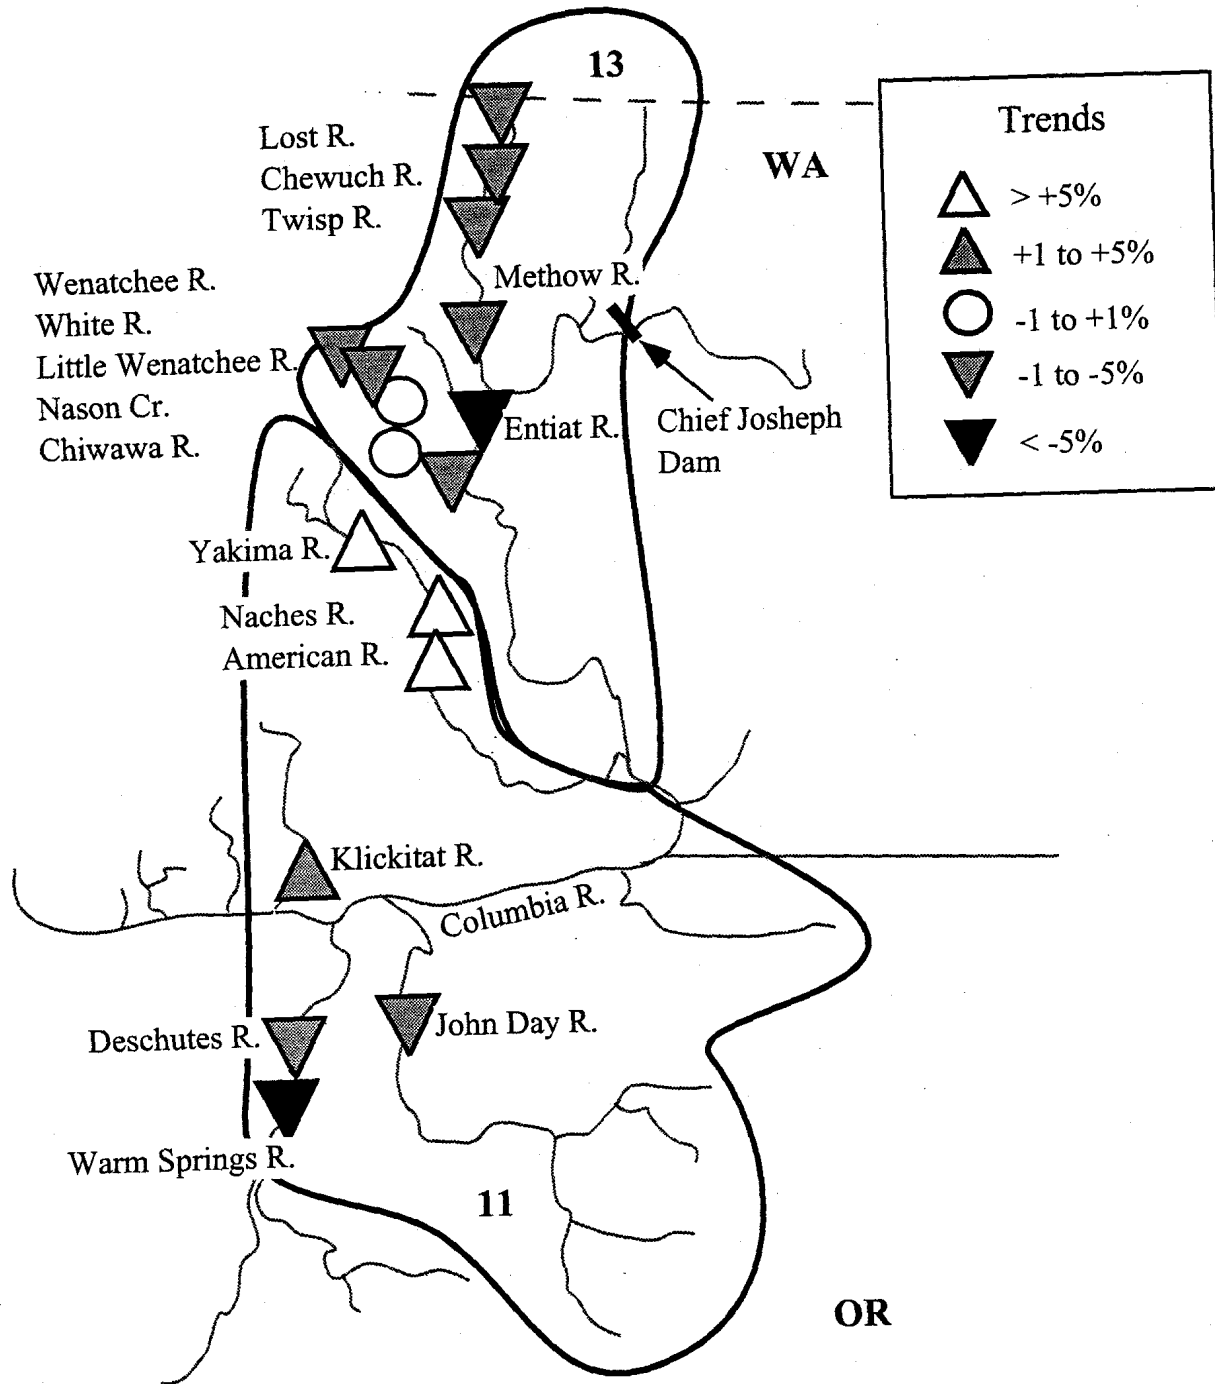 13
WA
Trends
> +5%
+1 to +5%
-1 to +1%
-1 to -5%
< -5%
Lost R.
Chewuch R.
Twisp R.
Methow R.
Wenatchee R.
White R.
Little Wenatchee R.
Nason Cr.
Chiwawa R.
Entiat R.
Chief Josheph
Dam
Yakima R.
Naches R.
American R.
Klickitat R.
Columbia R.
Deschutes R.
John Day R.
Warm Springs R.
11
OR